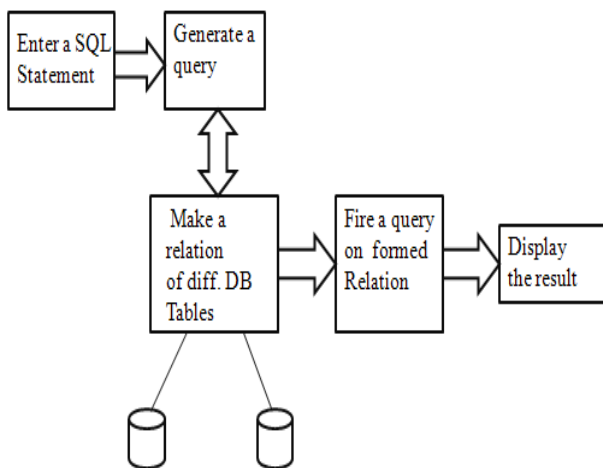 Enter a SQL
Statement
Generate a
query
Make a
relation
of diff. DB
Tables
Fire a query
on formed
Relation
Display
the result